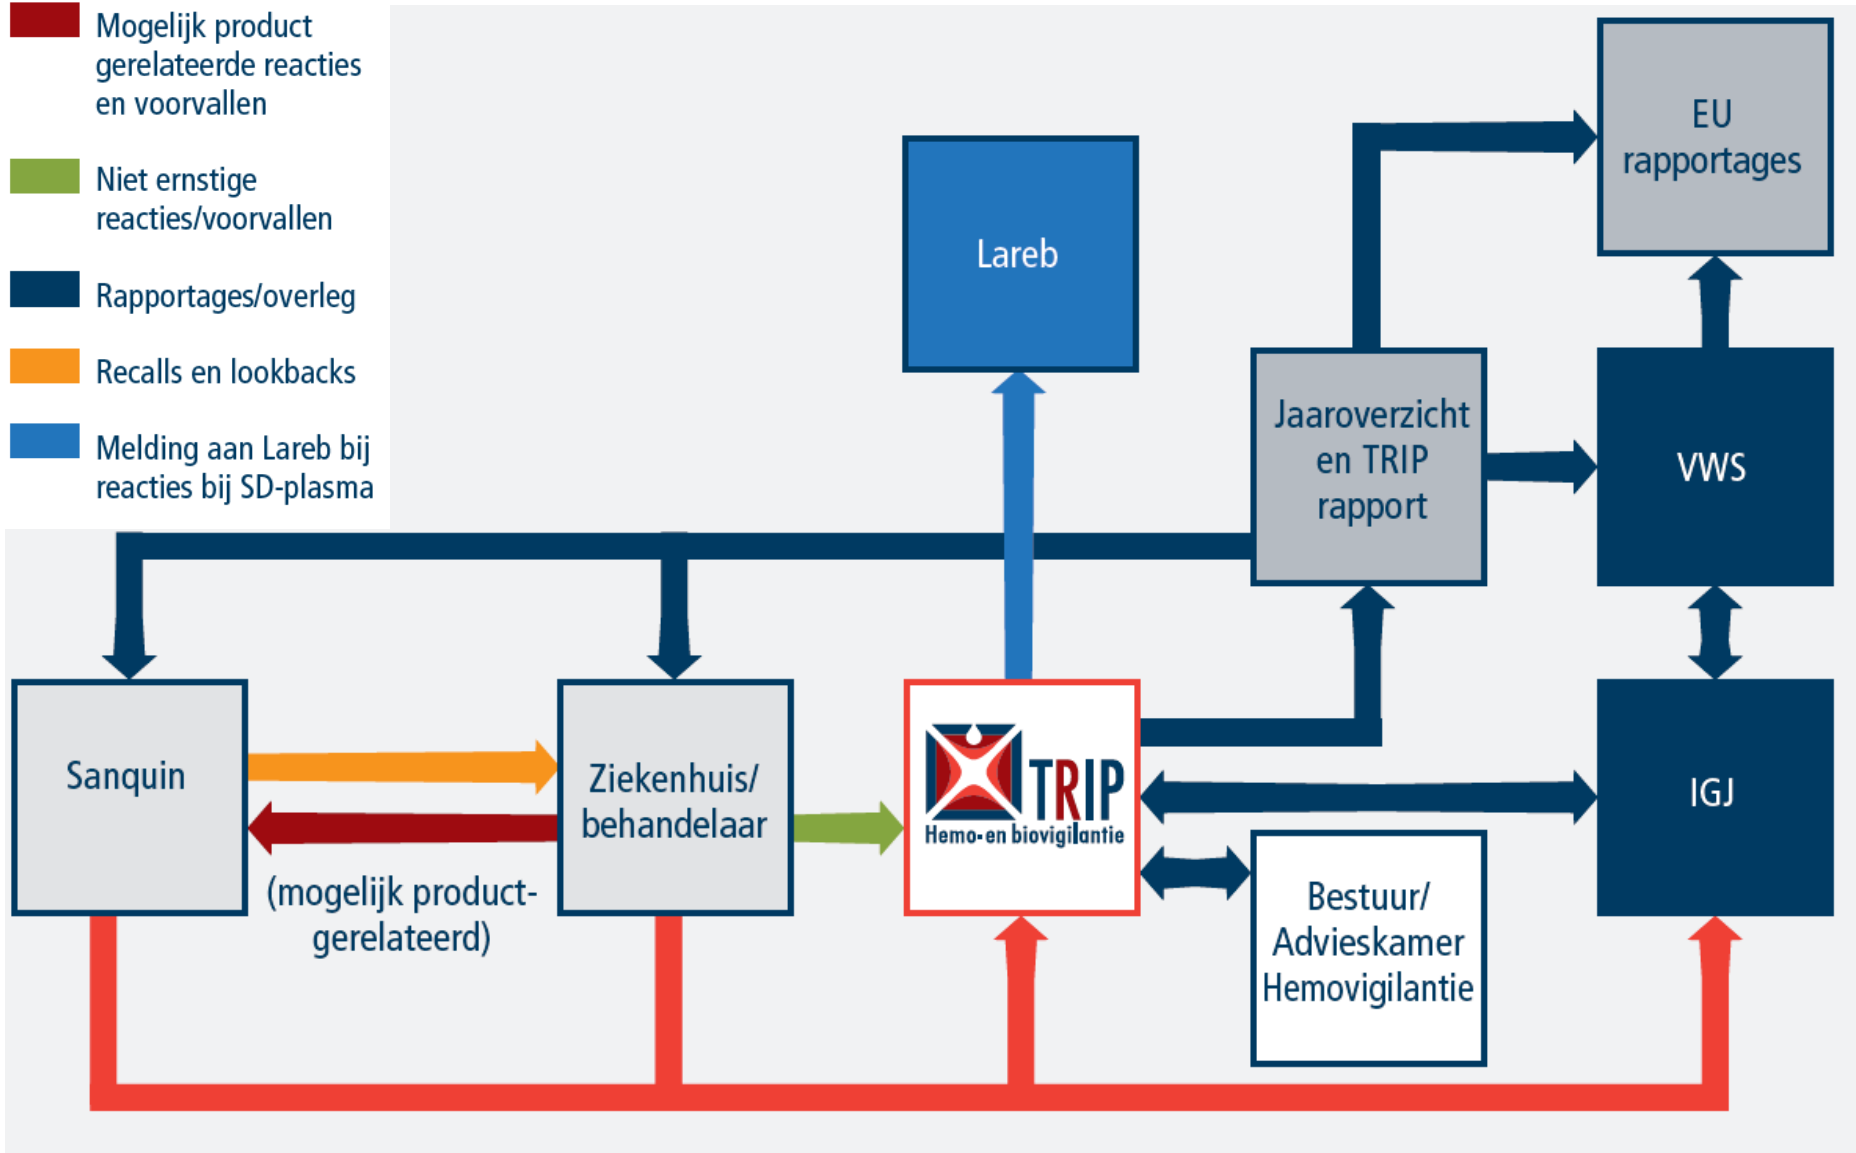 Mogelijk product
gerelateerde reacties
en voorvallen
Niet ernstige
reacties/voorvallen
Rapportages/overleg
Recalls en lookbacks
Melding aan Lareb bij
reacties bij SD-plasma
EU
rapportages
Lareb
Jaaroverzicht
en TRIP
rapport
VWS
Sanquin
Ziekenhuis/
behandelaar
TRIP
Hemo- en biovigilantie
IGJ
(mogelijk product-
gerelateerd)
Bestuur/
Advieskamer
Hemovigilantie